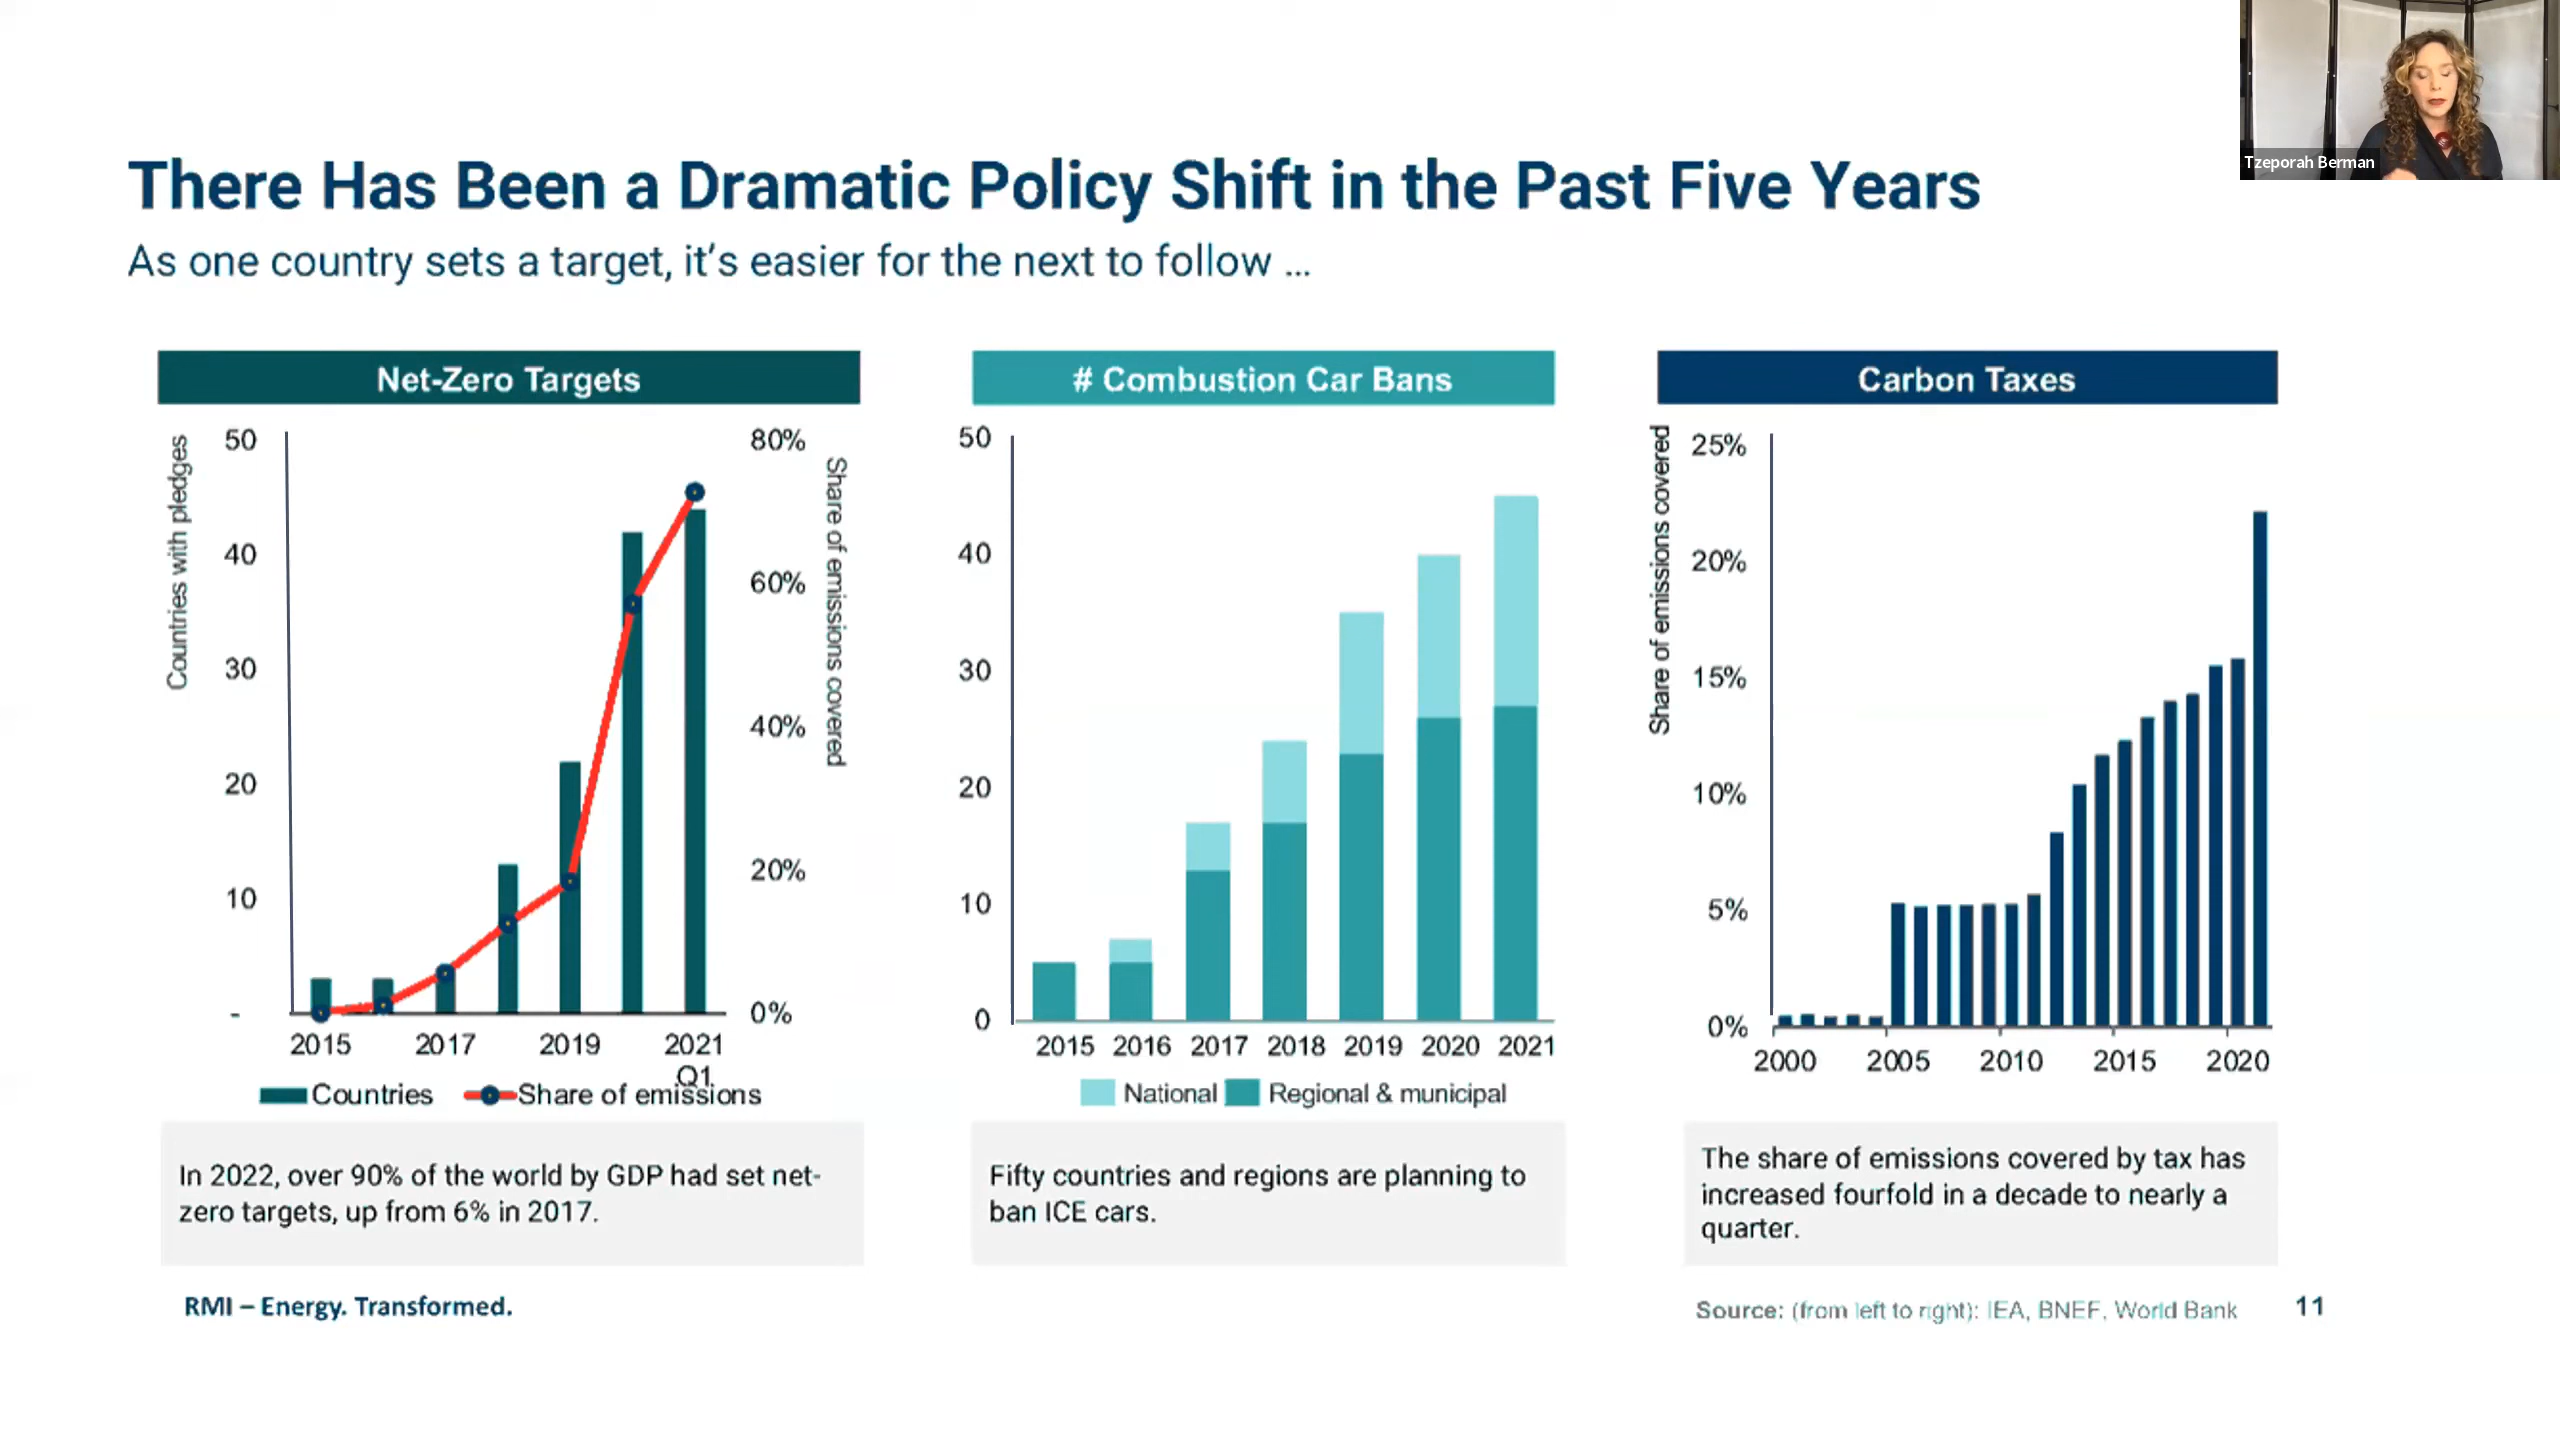 Tzeporah Berman
There Has Been a Dramatic Policy Shift in the Past Five Years
As one country sets a target, it's easier for the next to follow ...
Net-Zero Targets
Countries with pledges
50
40
30
20
10
-
80%
60%
40%
20%
0%
Share of emissions covered
2015 2017 2019 2021
Q1
Countries Share of emissions
In 2022, over 90% of the world by GDP had set net-
zero targets, up from 6% in 2017.
# Combustion Car Bans
50
40
30
20
10
0
2015 2016 2017 2018 2019 2020 2021
National Regional & municipal
Fifty countries and regions are planning to
ban ICE cars.
Carbon Taxes
Share of emissions covered
25%
20%
15%
10%
5%
0%
2000 2005 2010 2015 2020
The share of emissions covered by tax has
increased fourfold in a decade to nearly a
quarter.
RMI – Energy. Transformed.
Source: (from left to right): IEA, BNEF, World Bank
11